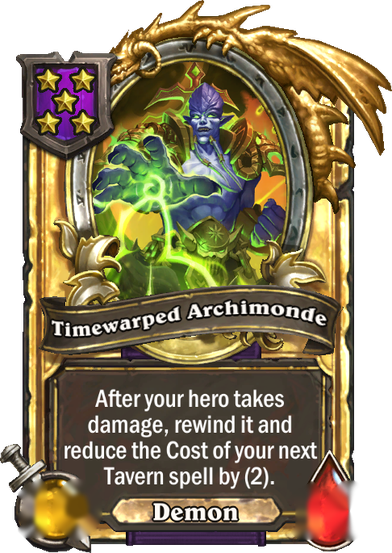 Timewarped Archimonde
After your hero takes
damage, rewind it and
reduce the Cost of your next
Tavern spell by (2).
Demon